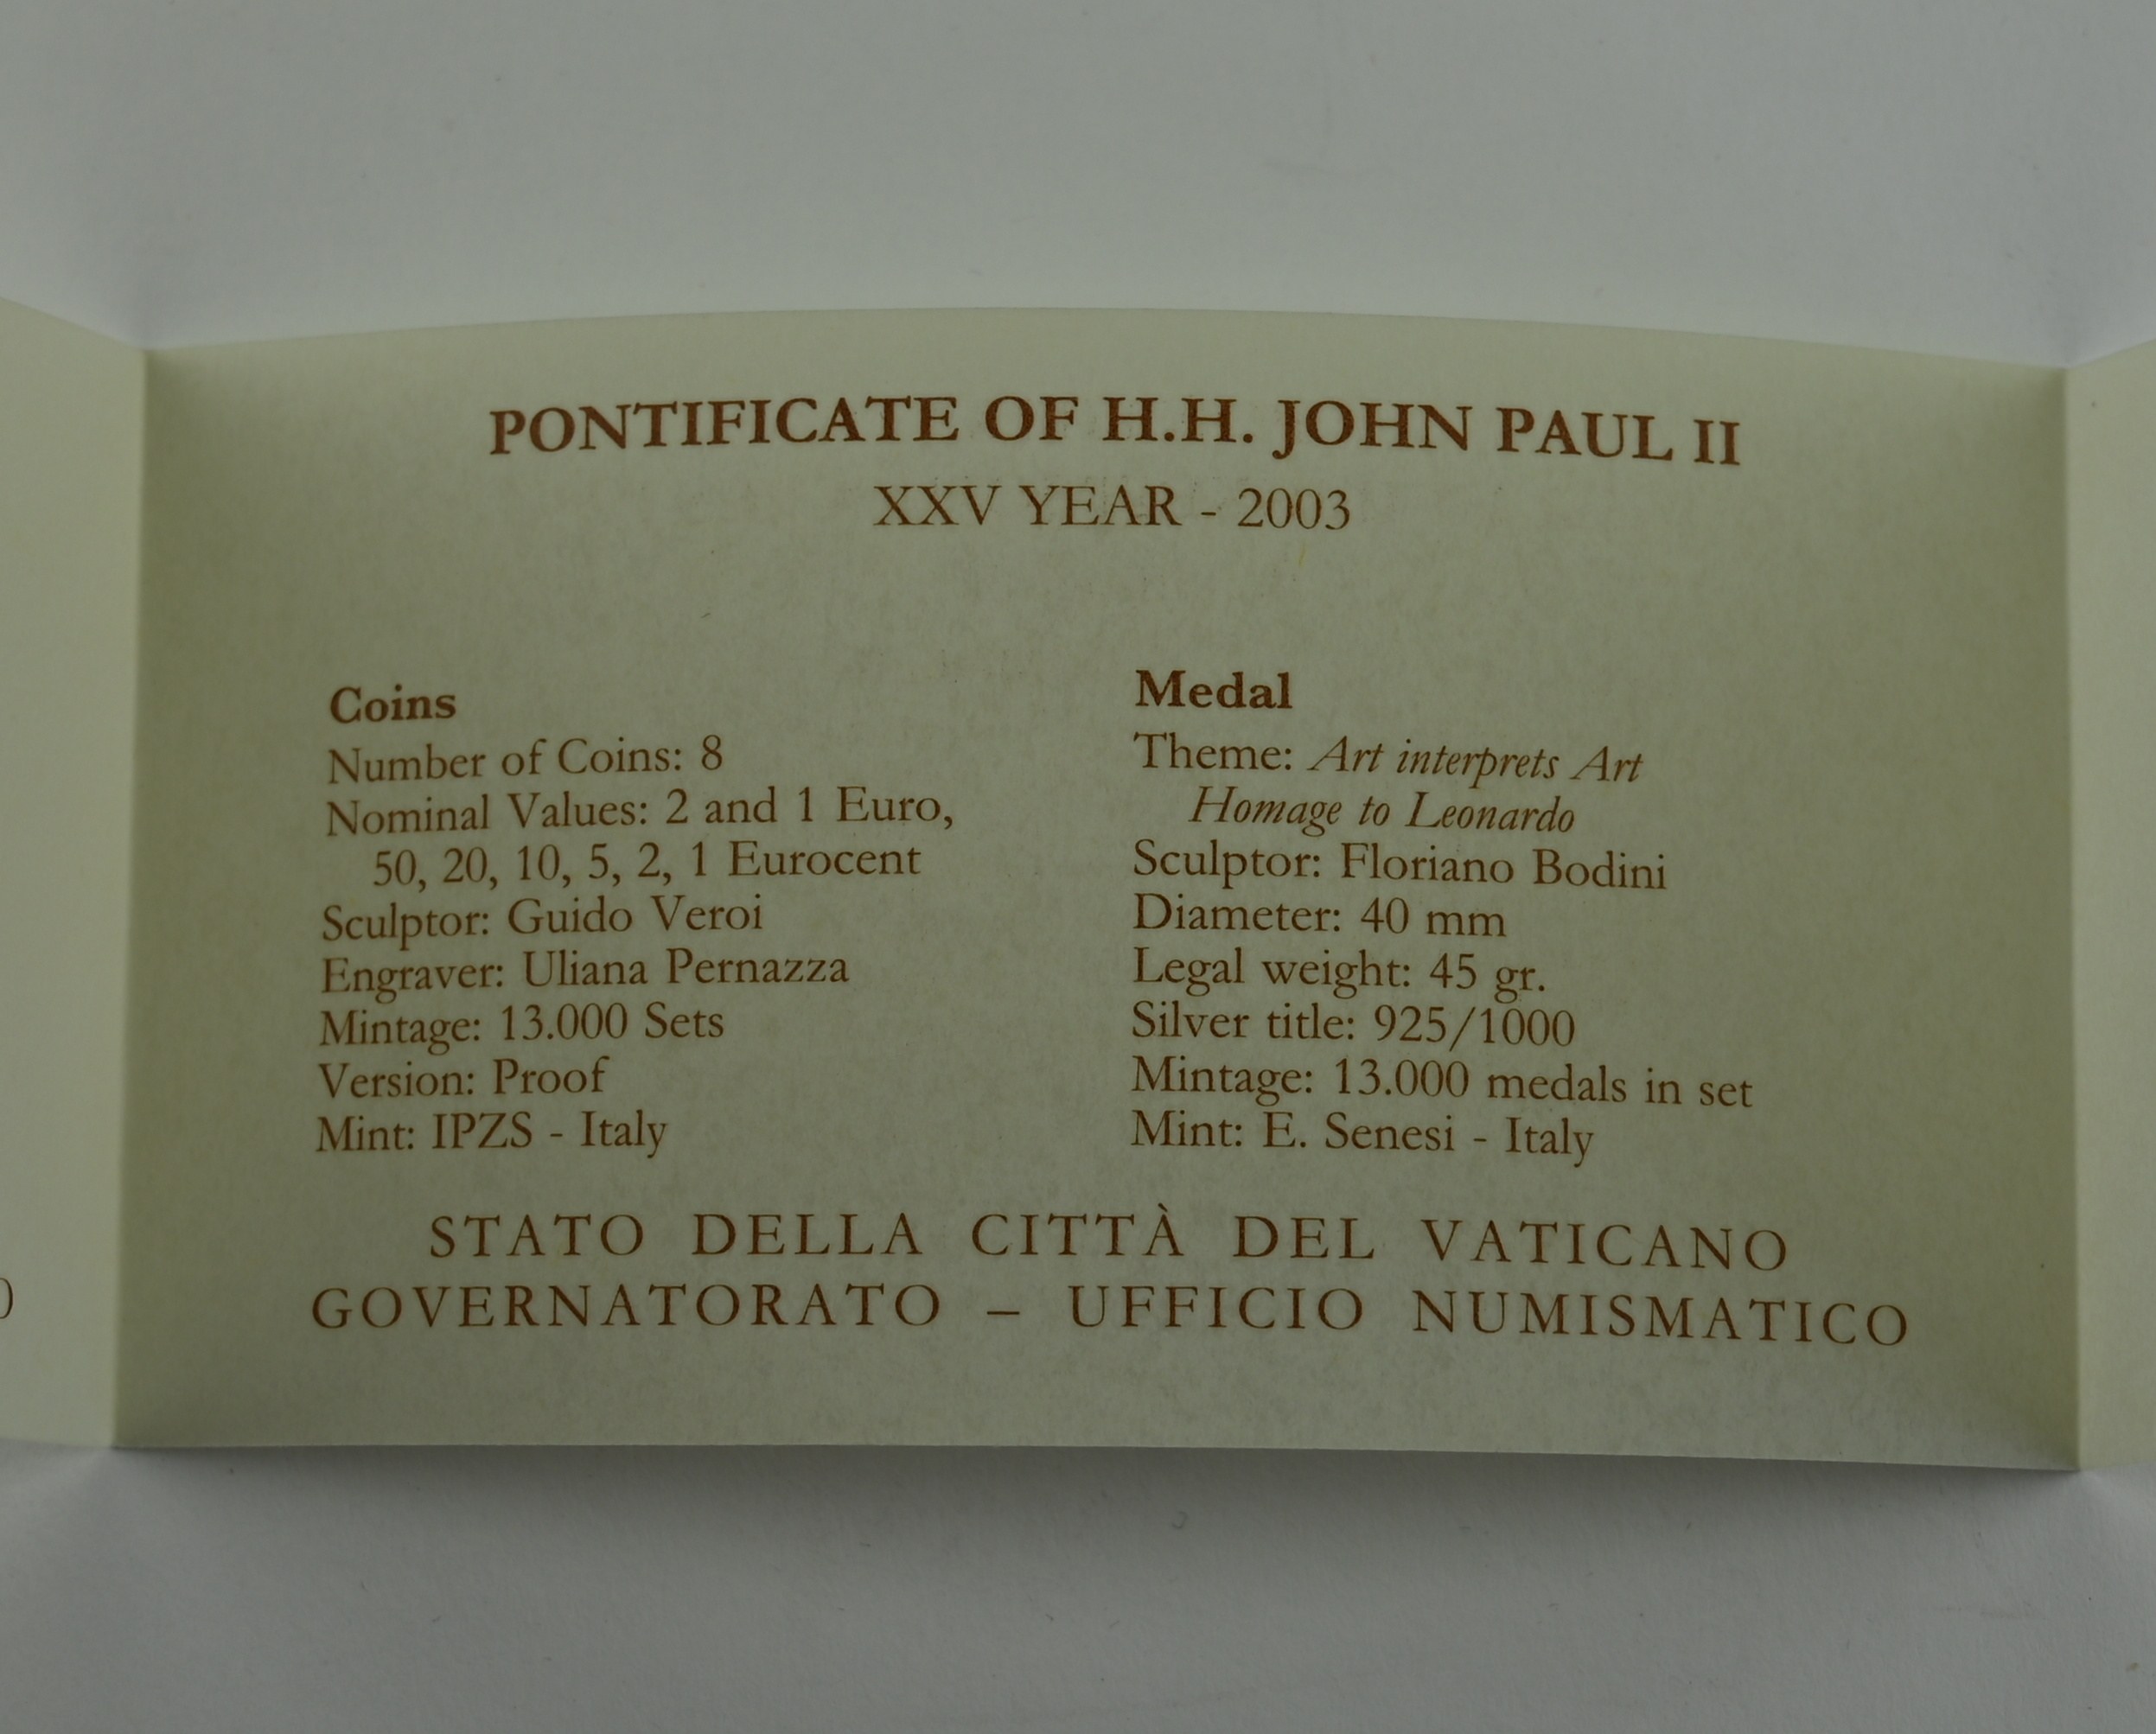 PONTIFICATE OF H.H. JOHN PAUL II
XXV YEAR - 2003
Coins
Number of Coins: 8
Nominal Values: 2 and 1 Euro,
50, 20, 10, 5, 2, 1 Eurocent
Sculptor: Guido Veroi
Engraver: Uliana Pernazza
Mintage: 13.000 Sets
Version: Proof
Mint: IPZS - Italy
Medal
Theme: Art interprets Art
Homage to Leonardo
Sculptor: Floriano Bodini
Diameter: 40 mm
Legal weight: 45 gr.
Silver title: 925/1000
Mintage: 13.000 medals in set
Mint: E. Senesi - Italy
STATO DELLA CITTÀ DEL VATICANO
GOVERNATORATO – UFFICIO NUMISMATICO